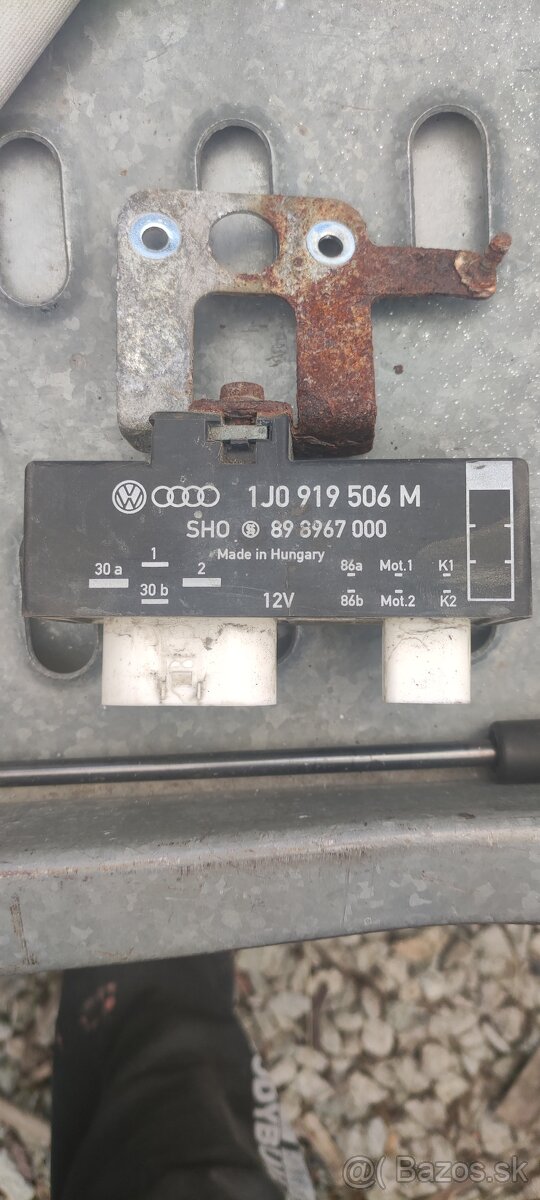 1J0 919 506 M
SHO 89 8967 000
Made in Hungary
30 a 1 2 86a Mot.1 K1
30 b 12V 86b Mot.2 K2
@( Bazos.sk